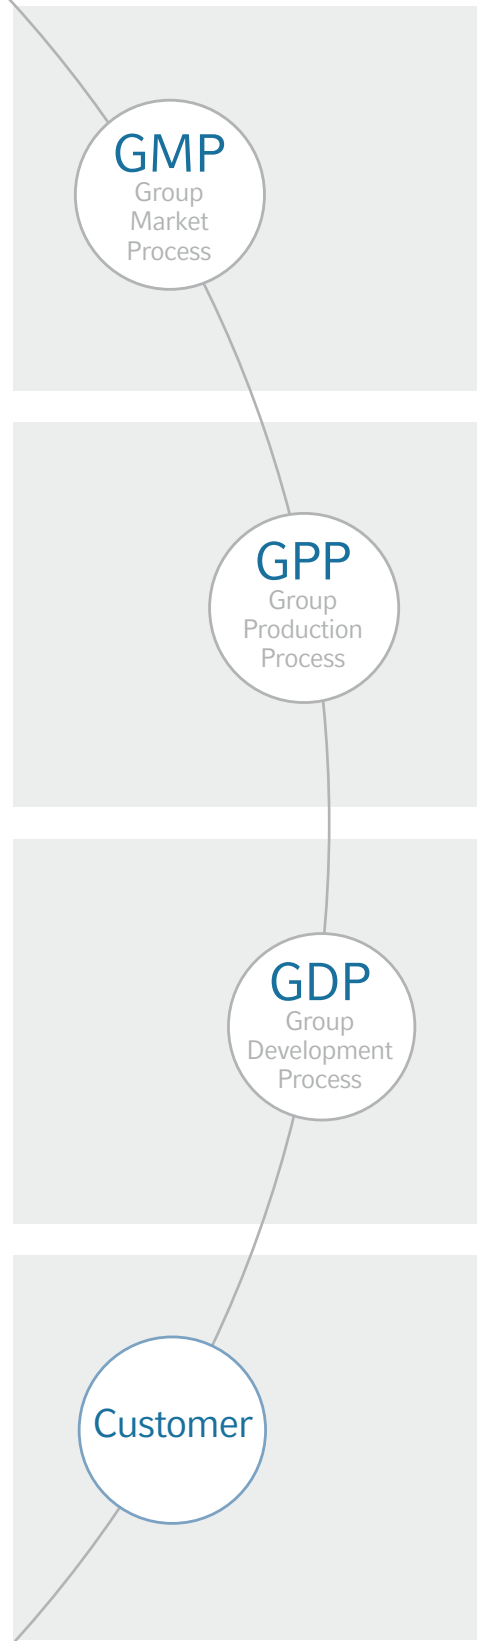 GMP
Group
Market
Process
GPP
Group
Production
Process
GDP
Group
Development
Process
Customer